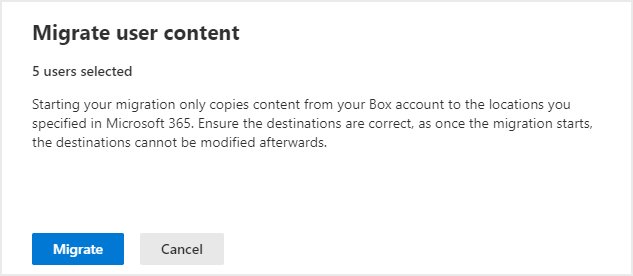 Migrate user content
5 users selected
Starting your migration only copies content from your Box account to the locations you
specified in Microsoft 365. Ensure the destinations are correct, as once the migration starts,
the destinations cannot be modified afterwards.
Migrate
Cancel